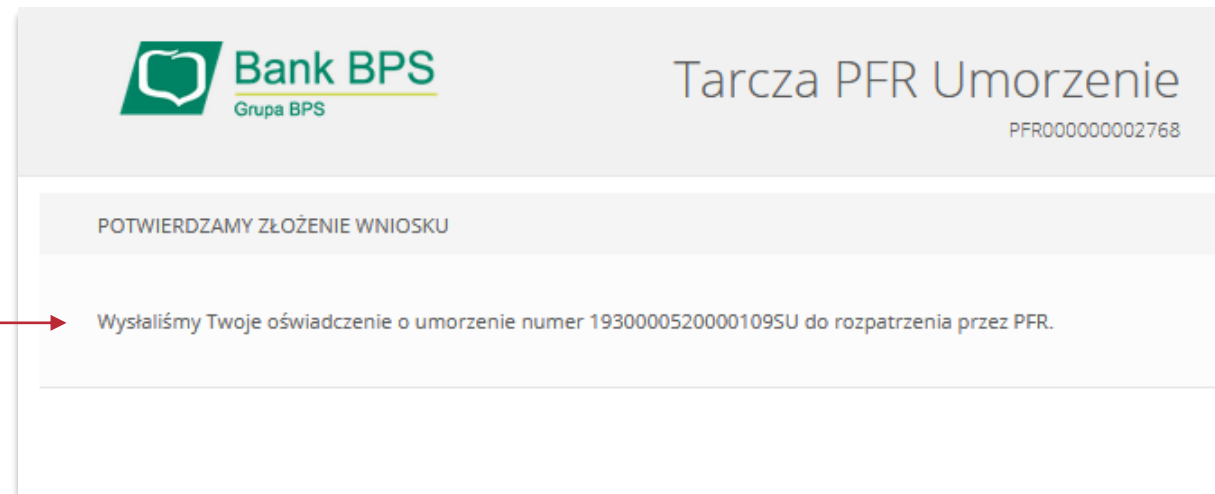 Bank BPS
Grupa BPS
Tarcza PFR Umorzenie
PFR000000002768
POTWIERDZAMY ZŁOŻENIE WNIOSKU
Wysłaliśmy Twoje oświadczenie o umorzenie numer 1930000520000109SU do rozpatrzenia przez PFR.